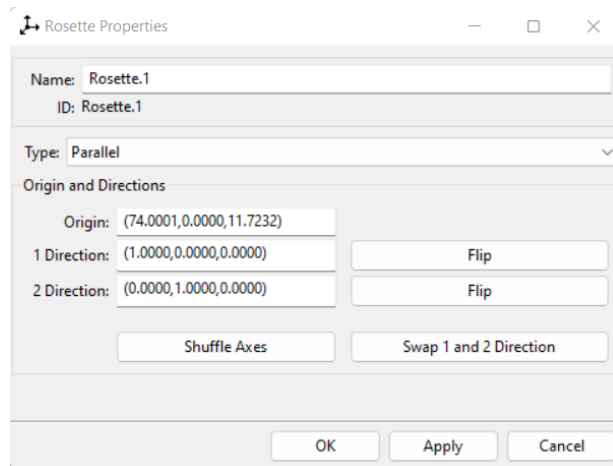 Rosette Properties
Name: Rosette.1
ID: Rosette.1
Type: Parallel
Origin and Directions
Origin: (74.0001,0.0000,11.7232)
1 Direction: (1.0000,0.0000,0.0000) Flip
2 Direction: (0.0000,1.0000,0.0000) Flip
Shuffle Axes Swap 1 and 2 Direction
OK Apply Cancel